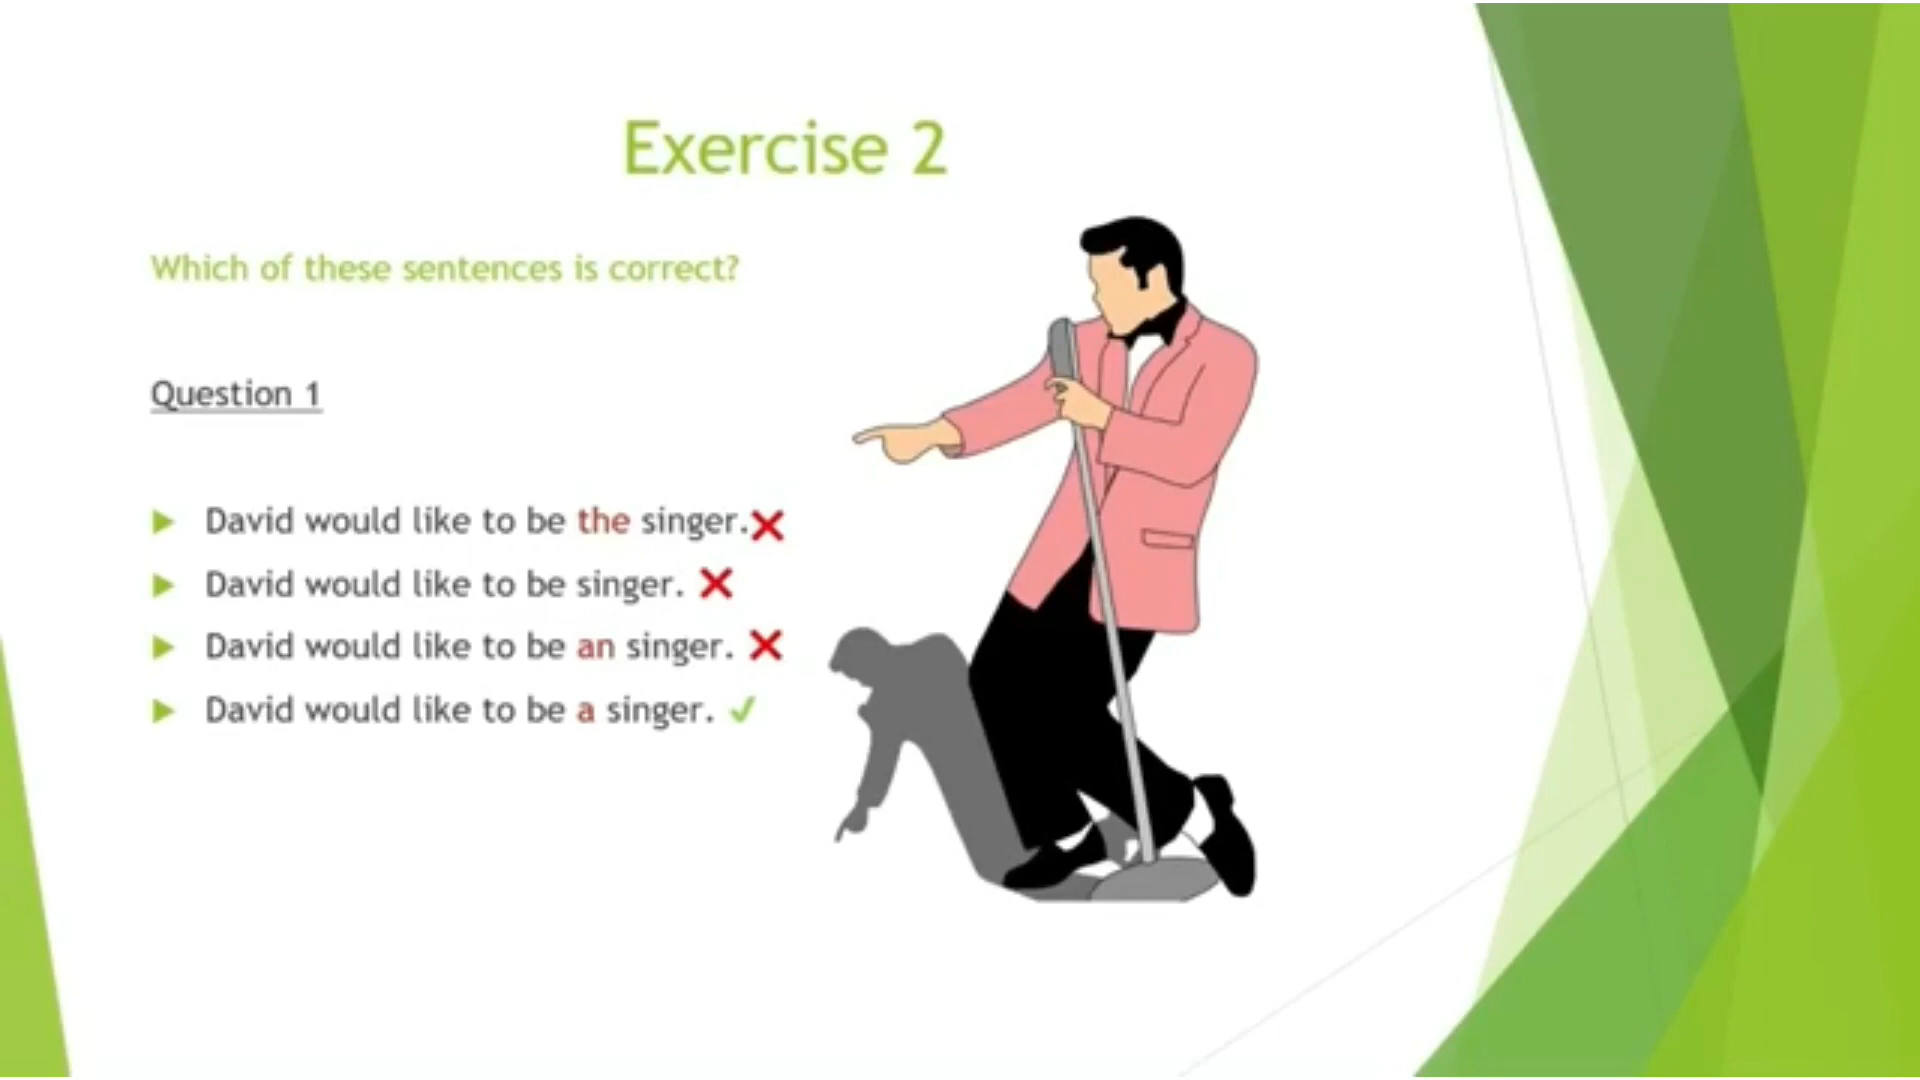 Exercise 2
Which of these sentences is correct?
Question 1
David would like to be the singer.
David would like to be singer.
David would like to be an singer.
David would like to be a singer.